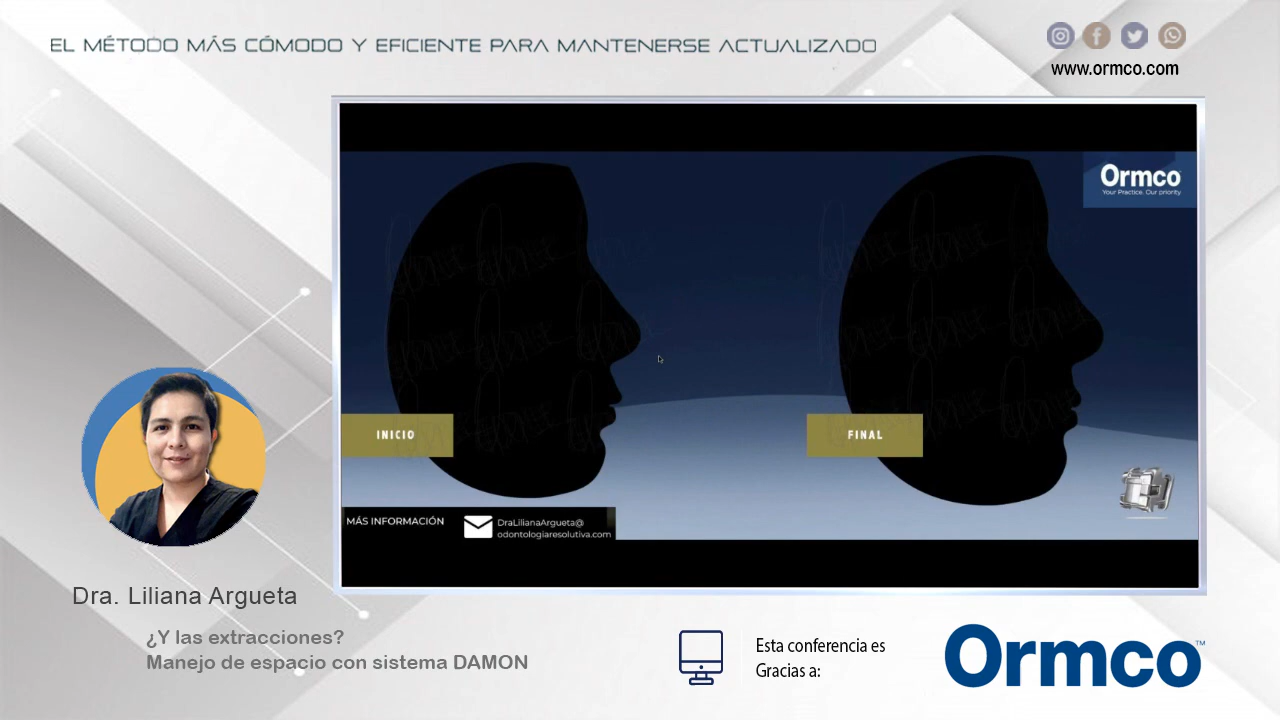 EL MÉTODO MÁS CÓMODO Y EFICIENTE PARA MANTENERSE ACTUALIZADO
www.ormco.com
Ormco
Your Practice. Our priority.
INICIO
FINAL
MÁS INFORMACIÓN
DraLilianaArgueta@
odontologiaresolutiva.com
Dra. Liliana Argueta
¿Y las extracciones?
Manejo de espacio con sistema DAMON
Esta conferencia es
Gracias a:
Ormco™